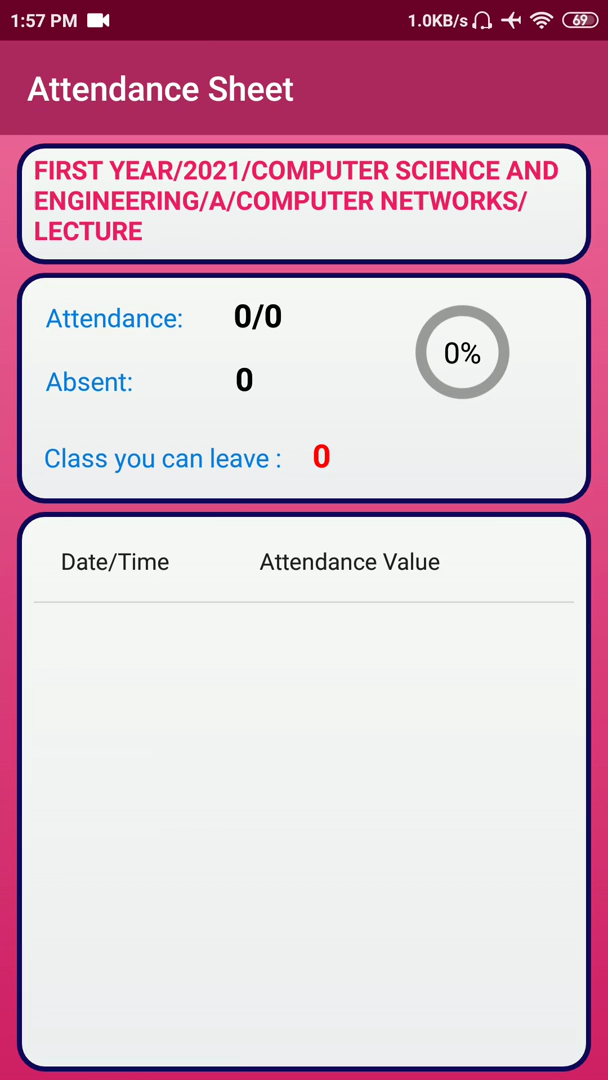 1:57 PM 1.0KB/s 69
Attendance Sheet
FIRST YEAR/2021/COMPUTER SCIENCE AND
ENGINEERING/A/COMPUTER NETWORKS/
LECTURE
Attendance: 0/0
0%
Absent: 0
Class you can leave : 0
Date/Time Attendance Value